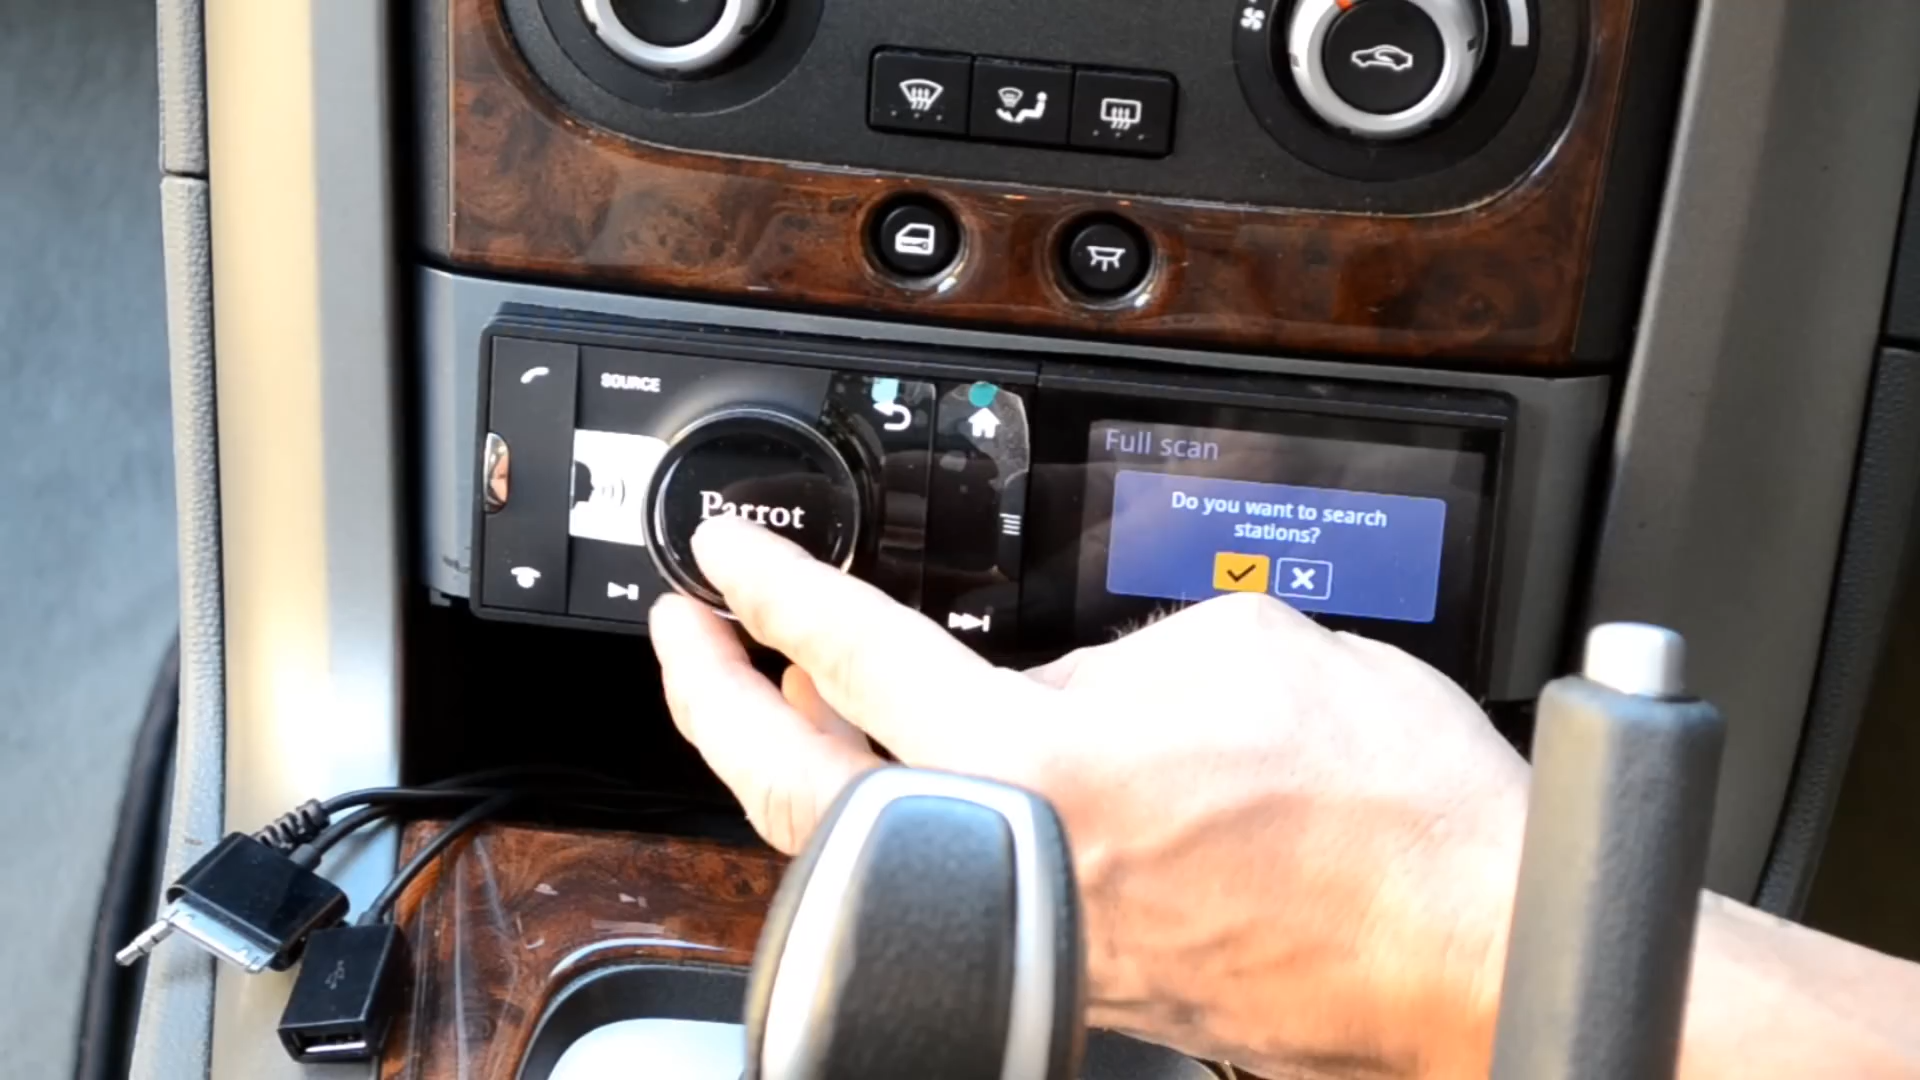 SOURCE
Parrot
Full scan
Do you want to search
stations?